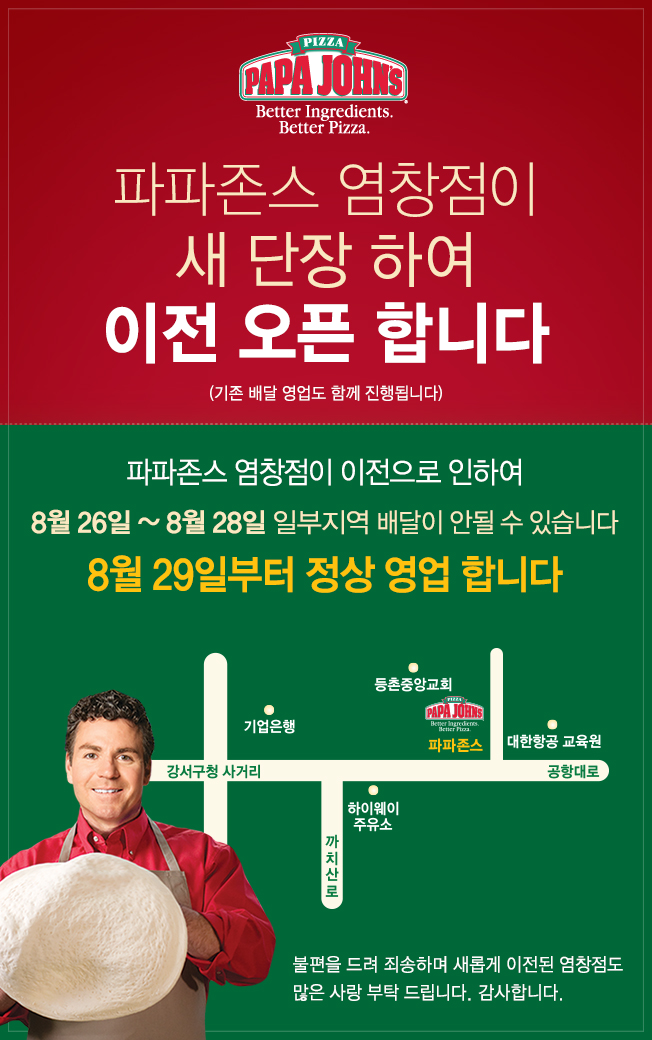 PIZZA
PAPA JOHN'S
Better Ingredients.
Better Pizza.
파파존스 염창점이
새 단장 하여
이전 오픈 합니다
(기존 배달 영업도 함께 진행됩니다)
파파존스 염창점이 이전으로 인하여
8월 26일 ~ 8월 28일 일부지역 배달이 안될 수 있습니다
8월 29일부터 정상 영업 합니다
등촌중앙교회
기업은행
PIZZA
PAPA JOHN'S
Better Ingredients.
Better Pizza.
파파존스
대한항공 교육원
강서구청 사거리
공항대로
하이웨이
주유소
까치산로
불편을 드려 죄송하며 새롭게 이전된 염창점도
많은 사랑 부탁 드립니다. 감사합니다.